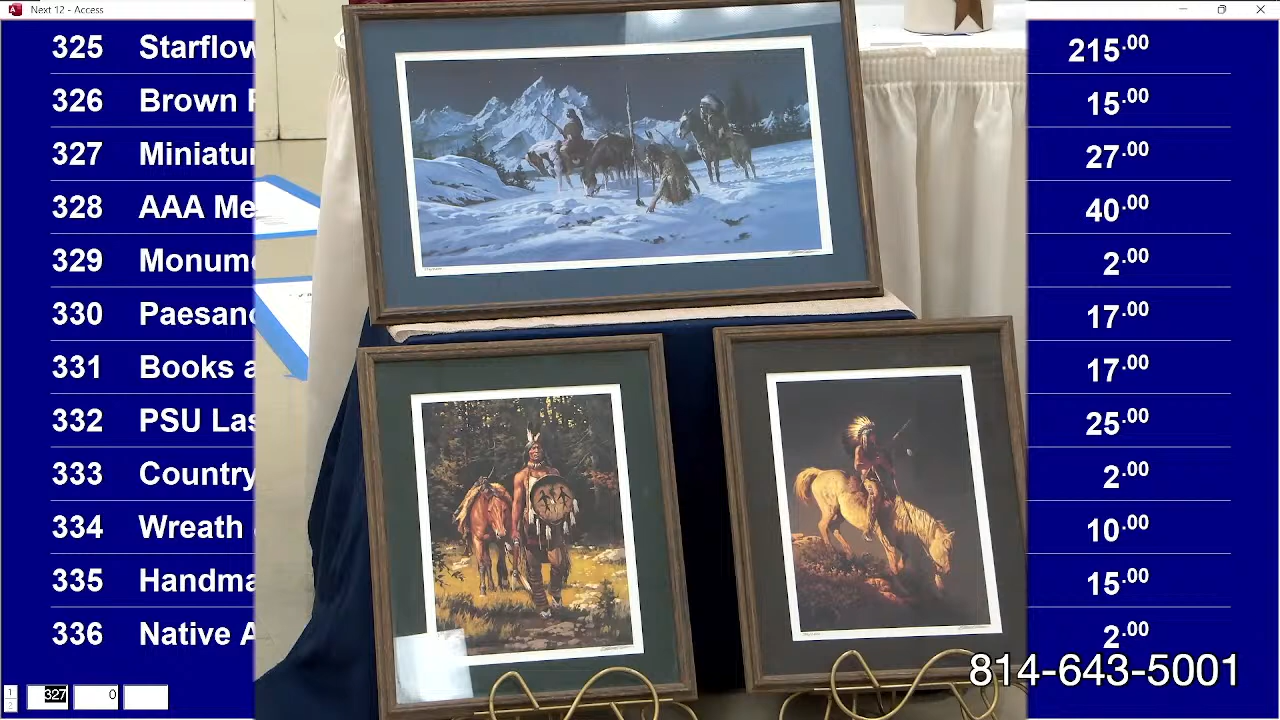 Next 12 - Access
325 Starflow 215.00
326 Brown 15.00
327 Miniatur 27.00
328 AAA Me 40.00
329 Monum 2.00
330 Paesan 17.00
331 Books a 17.00
332 PSU Las 25.00
333 Country 2.00
334 Wreath 10.00
335 Handma 15.00
336 Native A 2.00
814-643-5001
1
2
327 0